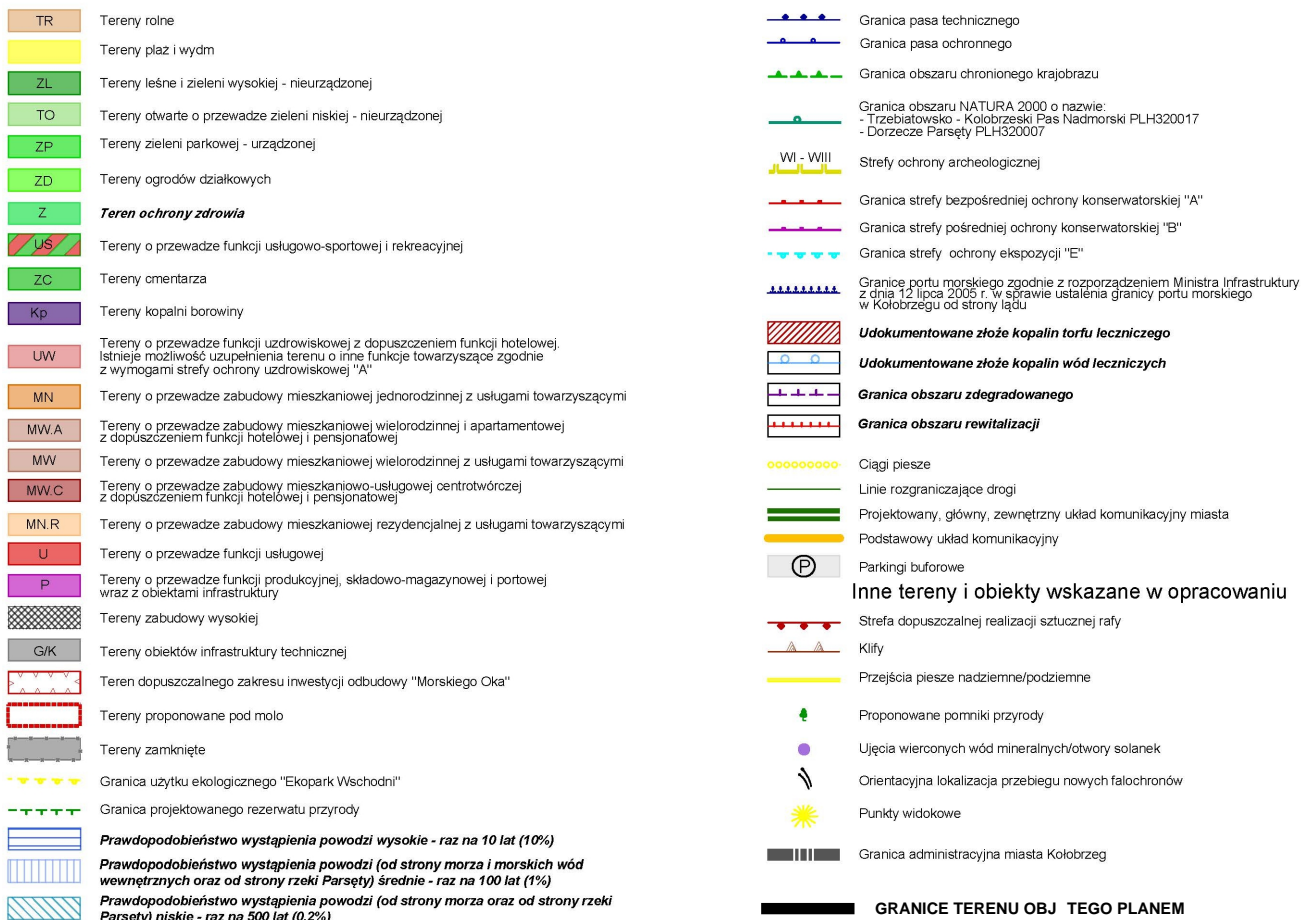 TR Tereny rolne
Tereny plaż i wydm
ZL Tereny leśne i zieleni wysokiej - nieurządzonej
TO Tereny otwarte o przewadze zieleni niskiej - nieurządzonej
ZP Tereny zieleni parkowej - urządzonej
ZD Tereny ogrodów działkowych
Z Teren ochrony zdrowia
US Tereny o przewadze funkcji usługowo-sportowej i rekreacyjnej
ZC Tereny cmentarza
Kp Tereny kopalni borowiny
Tereny o przewadze funkcji uzdrowiskowej z dopuszczeniem funkcji hotelowej.
UW Istnieje możliwość uzupełnienia terenu o inne funkcje towarzyszące zgodnie
z wymogami strefy ochrony uzdrowiskowej "A"
MN Tereny o przewadze zabudowy mieszkaniowej jednorodzinnej z usługami towarzyszącymi
MW.A Tereny o przewadze zabudowy mieszkaniowej wielorodzinnej i apartamentowej
z dopuszczeniem funkcji hotelowej i pensjonatowej
MW Tereny o przewadze zabudowy mieszkaniowej wielorodzinnej z usługami towarzyszącymi
MW.C Tereny o przewadze zabudowy mieszkaniowo-usługowej centrotwórczej
z dopuszczeniem funkcji hotelowej i pensjonatowej
MN.R Tereny o przewadze zabudowy mieszkaniowej rezydencjalnej z usługami towarzyszącymi
U Tereny o przewadze funkcji usługowej
P Tereny o przewadze funkcji produkcyjnej, składowo-magazynowej i portowej
wraz z obiektami infrastruktury
Tereny zabudowy wysokiej
G/K Tereny obiektów infrastruktury technicznej
Teren dopuszczalnego zakresu inwestycji odbudowy "Morskiego Oka"
Tereny proponowane pod molo
Tereny zamknięte
Granica użytku ekologicznego "Ekopark Wschodni"
Granica projektowanego rezerwatu przyrody
Prawdopodobieństwo wystąpienia powodzi wysokie - raz na 10 lat (10%)
Prawdopodobieństwo wystąpienia powodzi (od strony morza i morskich wód
wewnętrznych oraz od strony rzeki Parsęty) średnie - raz na 100 lat (1%)
Prawdopodobieństwo wystąpienia powodzi (od strony morza oraz od strony rzeki
Parsęty) niskie - raz na 500 lat (0,2%)
Granica pasa technicznego
Granica pasa ochronnego
Granica obszaru chronionego krajobrazu
Granica obszaru NATURA 2000 o nazwie:
- Trzebiatowsko - Kolobrzeski Pas Nadmorski PLH320017
- Dorzecze Parsęty PLH320007
WI - WIII Strefy ochrony archeologicznej
Granica strefy bezpośredniej ochrony konserwatorskiej "A"
Granica strefy pośredniej ochrony konserwatorskiej "B"
Granica strefy ochrony ekspozycji "E"
Granice portu morskiego zgodnie z rozporządzeniem Ministra Infrastruktury
z dnia 12 lipca 2005 r. w sprawie ustalenia granicy portu morskiego
w Kołobrzegu od strony lądu
Udokumentowane złoże kopalin torfu leczniczego
Udokumentowane złoże kopalin wód leczniczych
Granica obszaru zdegradowanego
Granica obszaru rewitalizacji
Ciągi piesze
Linie rozgraniczające drogi
Projektowany, główny, zewnętrzny układ komunikacyjny miasta
Podstawowy układ komunikacyjny
P Parkingi buforowe
Inne tereny i obiekty wskazane w opracowaniu
Strefa dopuszczalnej realizacji sztucznej rafy
Klify
Przejścia piesze nadziemne/podziemne
Proponowane pomniki przyrody
Ujęcia wierconych wód mineralnych/otwory solanek
Orientacyjna lokalizacja przebiegu nowych falochronów
Punkty widokowe
Granica administracyjna miasta Kołobrzeg
GRANICE TERENU OBJ TEGO PLANEM